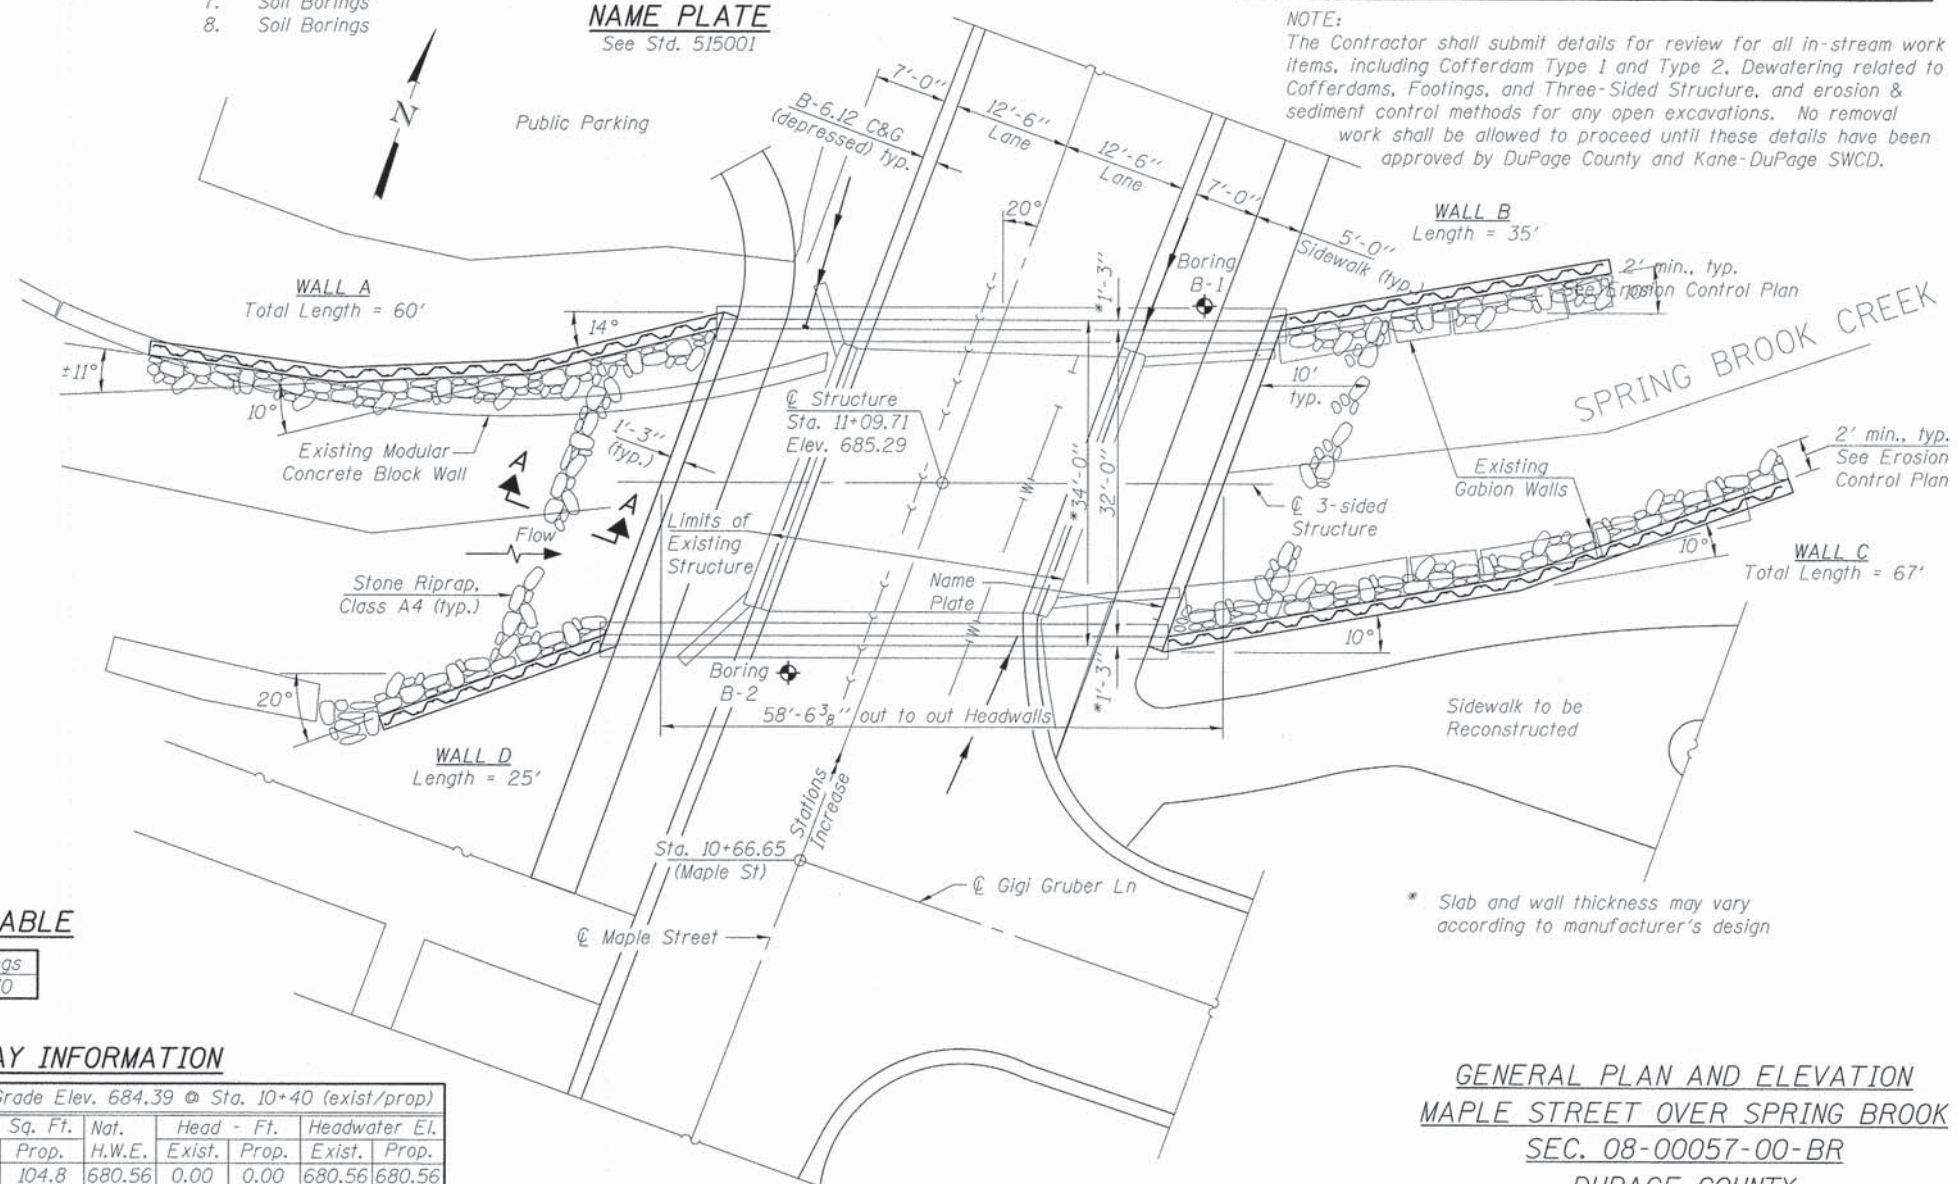 7. Soil Borings
8. Soil Borings
NAME PLATE
See Std. 515001
NOTE:
The Contractor shall submit details for review for all in-stream work
items, including Cofferdam Type 1 and Type 2, Dewatering related to
Cofferdams, Footings, and Three-Sided Structure, and erosion &
sediment control methods for any open excavations. No removal
work shall be allowed to proceed until these details have been
approved by DuPage County and Kane-DuPage SWCD.
N
Public Parking
7'-0"
B-6.12 C&G
(depressed) typ.
12'-6"
Lane
12'-6"
Lane
7'-0"
5'-0"
Sidewalk (typ.)
20°
WALL B
Length = 35'
2' min., typ.
See Erosion Control Plan
10°
Boring
B-1
*1'-3"
WALL A
Total Length = 60'
14°
±11°
10°
SPRING BROOK CREEK
10'
typ.
℄ Structure
Sta. 11+09.71
Elev. 685.29
1'-3"
(typ.)
Existing Modular
Concrete Block Wall
A
A
2' min., typ.
See Erosion
Control Plan
Existing
Gabion Walls
W
*34'-0"
32'-0"
℄ 3-sided
Structure
Limits of
Existing
Structure
Flow
10°
WALL C
Total Length = 67'
Stone Riprap,
Class A4 (typ.)
Name
Plate
W
10°
20°
Boring
B-2
*1'-3"
58'-6 3/8" out to out Headwalls
Sidewalk to be
Reconstructed
WALL D
Length = 25'
Stations
Increase
Sta. 10+66.65
(Maple St)
℄ Gigi Gruber Ln
℄ Maple Street
* Slab and wall thickness may vary
according to manufacturer's design
ABLE
gs
0
AY INFORMATION
Grade Elev. 684.39 @ Sta. 10+40 (exist/prop)
Sq. Ft. Nat. Head - Ft. Headwater El.
Prop. H.W.E. Exist. Prop. Exist. Prop.
104.8 680.56 0.00 0.00 680.56 680.56
GENERAL PLAN AND ELEVATION
MAPLE STREET OVER SPRING BROOK
SEC. 08-00057-00-BR
DUPAGE COUNTY